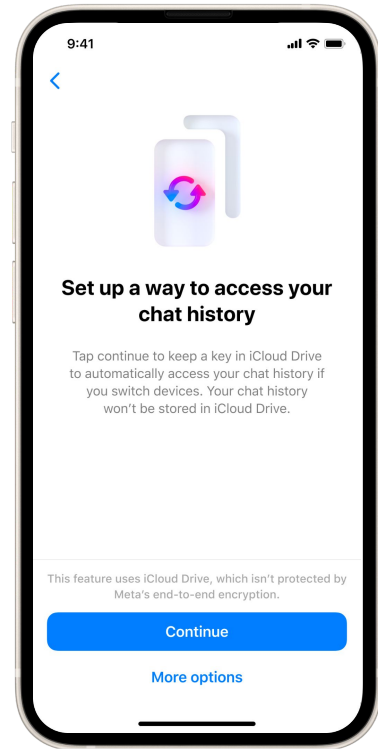 9:41
Set up a way to access your
chat history
Tap continue to keep a key in iCloud Drive
to automatically access your chat history if
you switch devices. Your chat history
won't be stored in iCloud Drive.
This feature uses iCloud Drive, which isn't protected by
Meta's end-to-end encryption.
Continue
More options